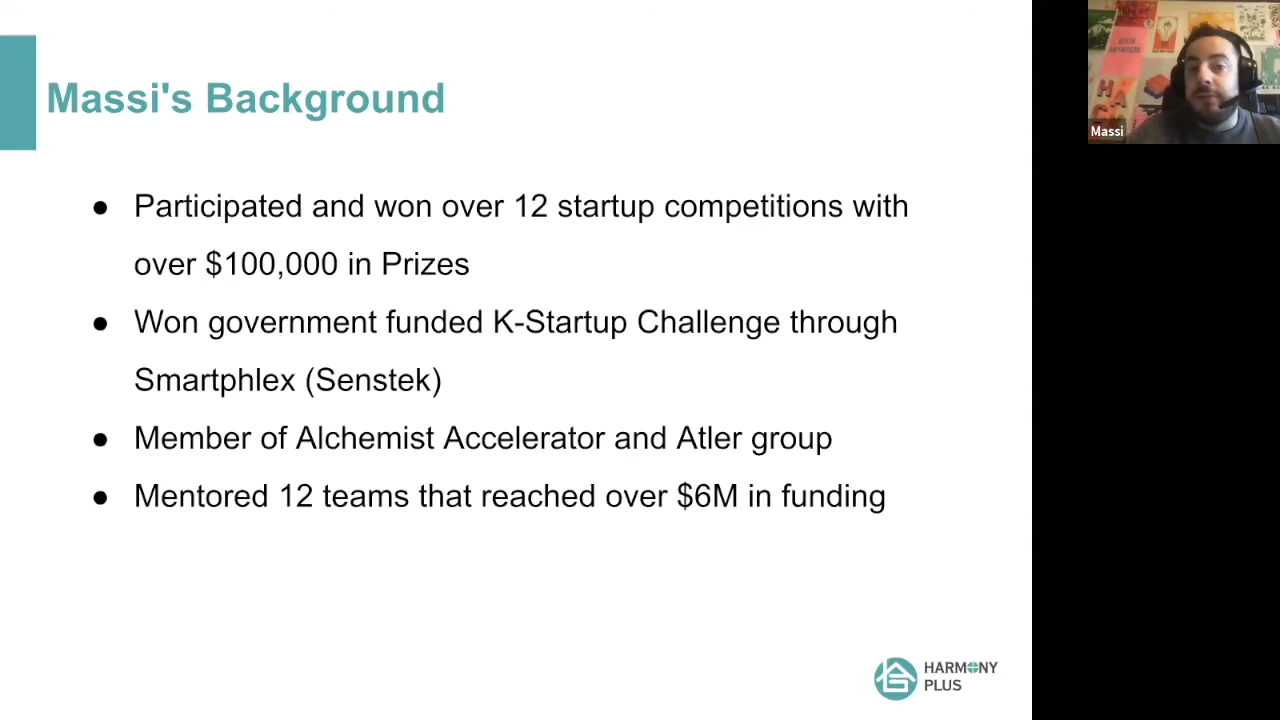 Massi's Background
● Participated and won over 12 startup competitions with
over $100,000 in Prizes
● Won government funded K-Startup Challenge through
Smartphlex (Senstek)
● Member of Alchemist Accelerator and Atler group
● Mentored 12 teams that reached over $6M in funding
HARMONY
PLUS
Massi